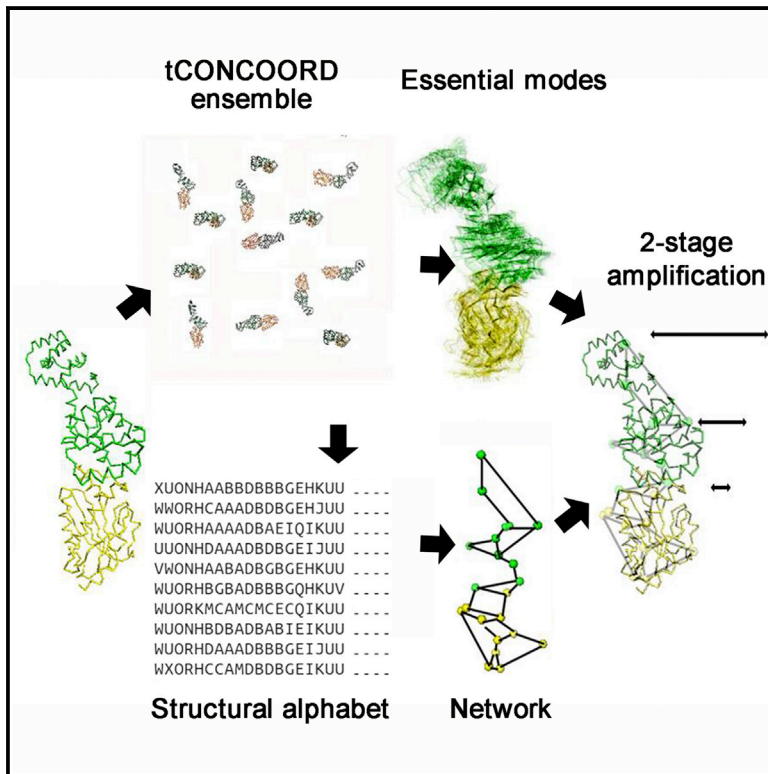 tCONCOORD
ensemble
Essential modes
2-stage
amplification
XUONHAABBDBBBGEHKUU ....
WWORHCAAADBDBGEHJUU ....
WUORHAAAADBAEIQIKUU ....
UUONHDAAADBDBGEIJUU ....
VWONHAABADBGBGEHKUU ....
WUORHBGBADBBBGQHKUV ....
WUORKMCAMCMCECQIKUU ....
WUONHBDBADBABIEIKUU ....
WUORHDAAADBBBGEIJUU ....
WXORHCCAMDBDBGEIKUU ....
Structural alphabet
Network